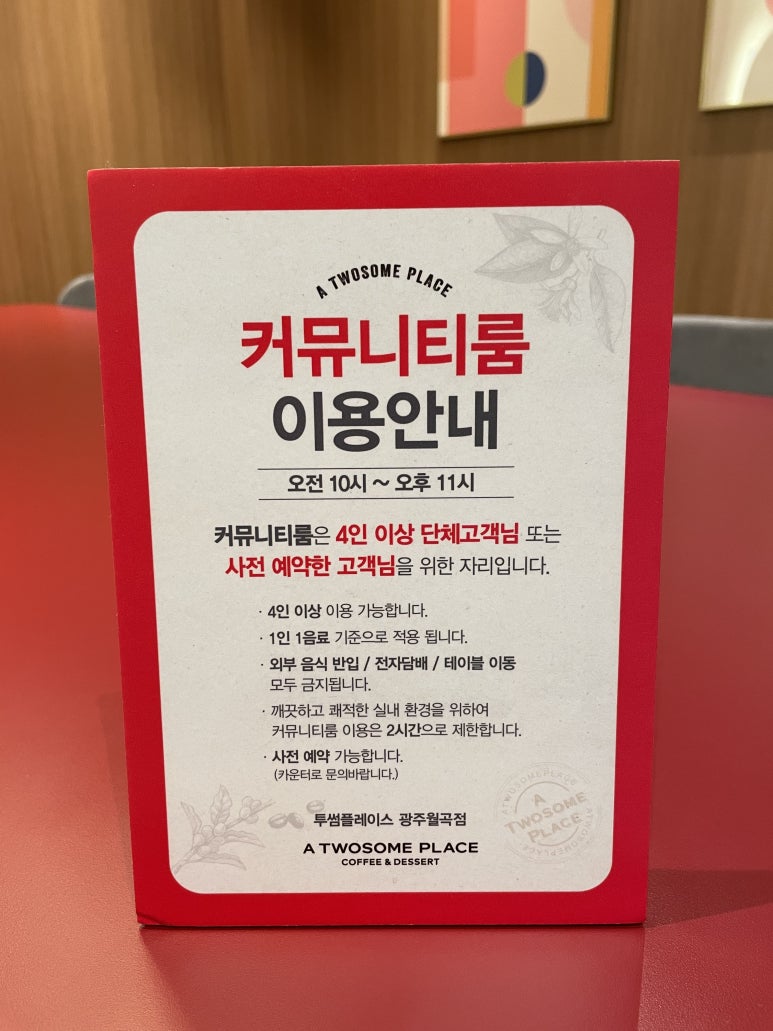 A TWOSOME PLACE
커뮤니티룸
이용안내
오전 10시 ~ 오후 11시
커뮤니티룸은 4인 이상 단체고객님 또는
사전 예약한 고객님을 위한 자리입니다.
· 4인 이상 이용 가능합니다.
· 1인 1음료 기준으로 적용 됩니다.
· 외부 음식 반입 / 전자담배 / 테이블 이동
모두 금지됩니다.
· 깨끗하고 쾌적한 실내 환경을 위하여
커뮤니티룸 이용은 2시간으로 제한합니다.
· 사전 예약 가능합니다.
(카운터로 문의바랍니다.)
투썸플레이스 광주월곡점
A TWOSOME PLACE
COFFEE & DESSERT
A TWOSOME PLACE
A
TWOSOME
PLACE
A TWOSOME PLACE